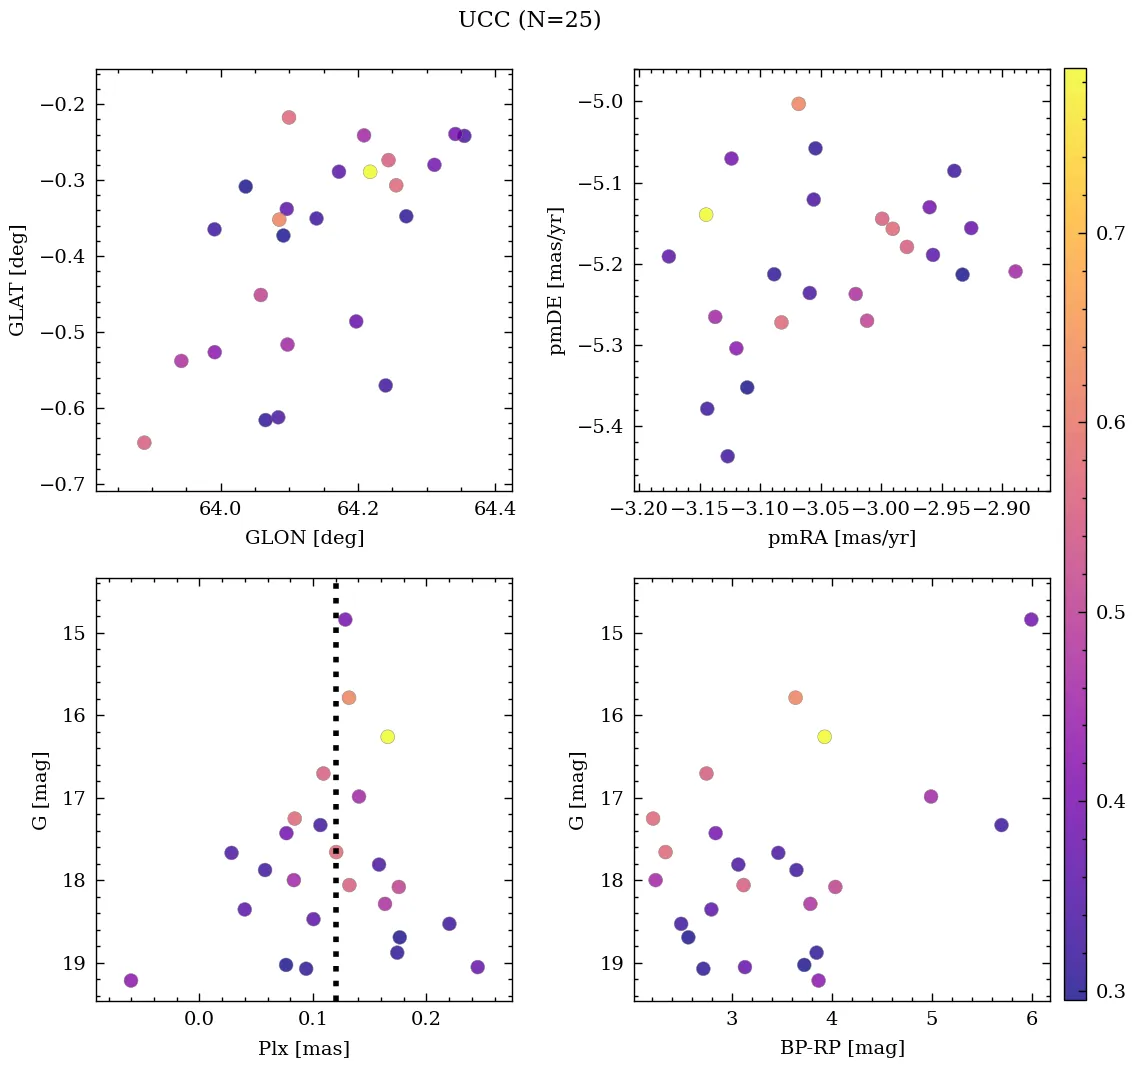 UCC (N=25)
−0.2
−0.3
−0.4
−0.5
−0.6
−0.7
GLAT [deg]
64.0 64.2 64.4
GLON [deg]
−5.0
−5.1
−5.2
−5.3
−5.4
pmDE [mas/yr]
−3.20 −3.15 −3.10 −3.05 −3.00 −2.95 −2.90
pmRA [mas/yr]
15
16
17
18
19
G [mag]
0.0 0.1 0.2
Plx [mas]
15
16
17
18
19
G [mag]
3 4 5 6
BP-RP [mag]
0.7
0.6
0.5
0.4
0.3